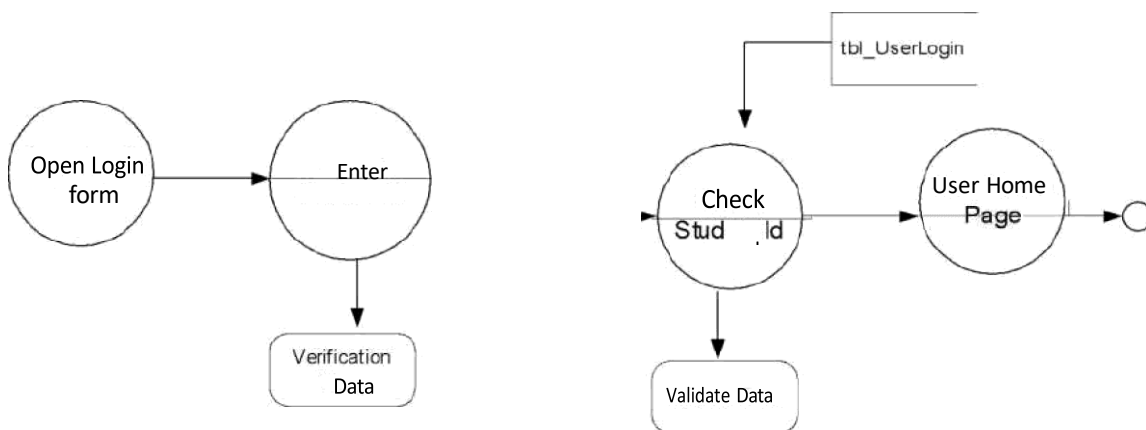 tbl_UserLogin
Open Login
form
Enter
Check
Stud . Id
User Home
Page
Verification
Data
Validate Data